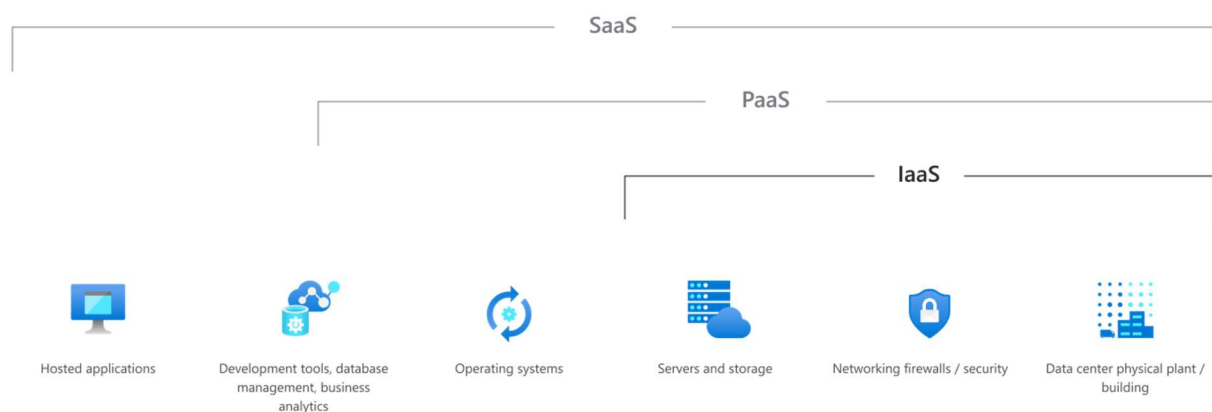 SaaS
PaaS
IaaS
Hosted applications
Development tools, database
management, business
analytics
Operating systems
Servers and storage
Networking firewalls / security
Data center physical plant /
building